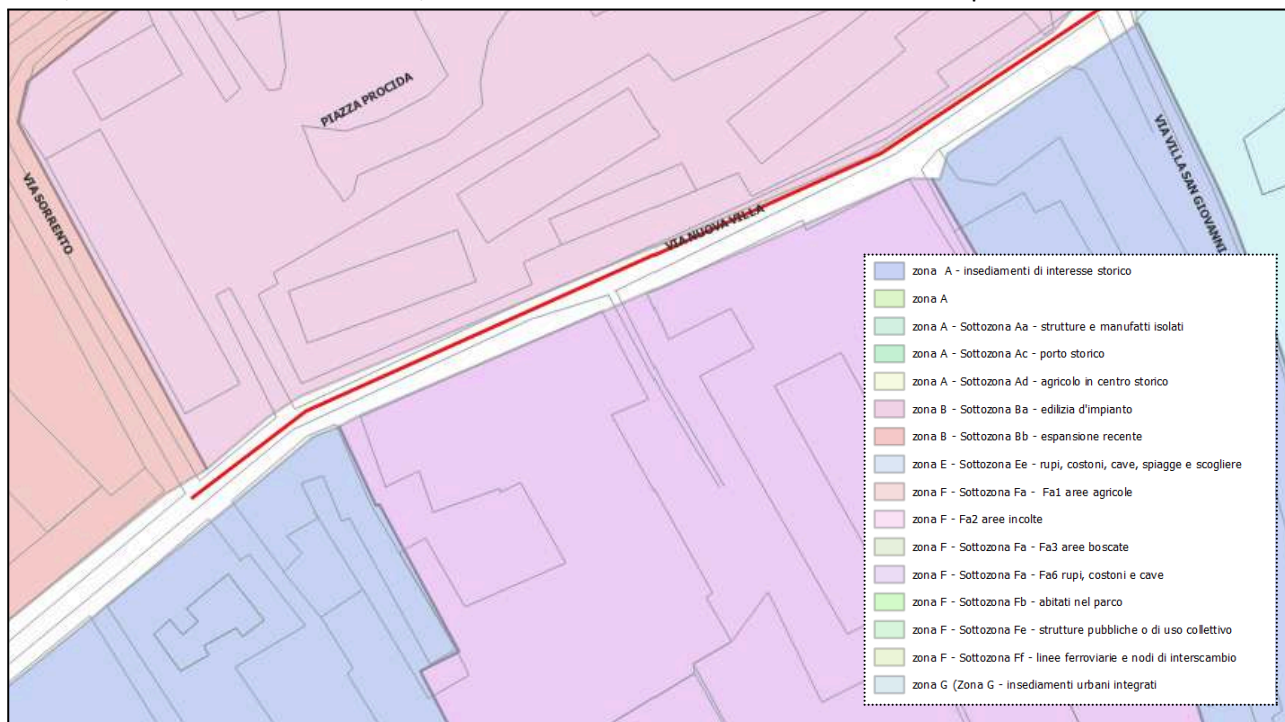 PIAZZA PROCIDA
VIA SORRENTO
VIA NUOVA VILLA
VIA VILLA SAN GIOVANNI
zona A - insediamenti di interesse storico
zona A
zona A - Sottozona Aa - strutture e manufatti isolati
zona A - Sottozona Ac - porto storico
zona A - Sottozona Ad - agricolo in centro storico
zona B - Sottozona Ba - edilizia d'impianto
zona B - Sottozona Bb - espansione recente
zona E - Sottozona Ee - rupi, costoni, cave, spiagge e scogliere
zona F - Sottozona Fa - Fa1 aree agricole
zona F - Fa2 aree incolte
zona F - Sottozona Fa - Fa3 aree boscate
zona F - Sottozona Fa - Fa6 rupi, costoni e cave
zona F - Sottozona Fb - abitati nel parco
zona F - Sottozona Fe - strutture pubbliche o di uso collettivo
zona F - Sottozona Ff - linee ferroviarie e nodi di interscambio
zona G (Zona G - insediamenti urbani integrati